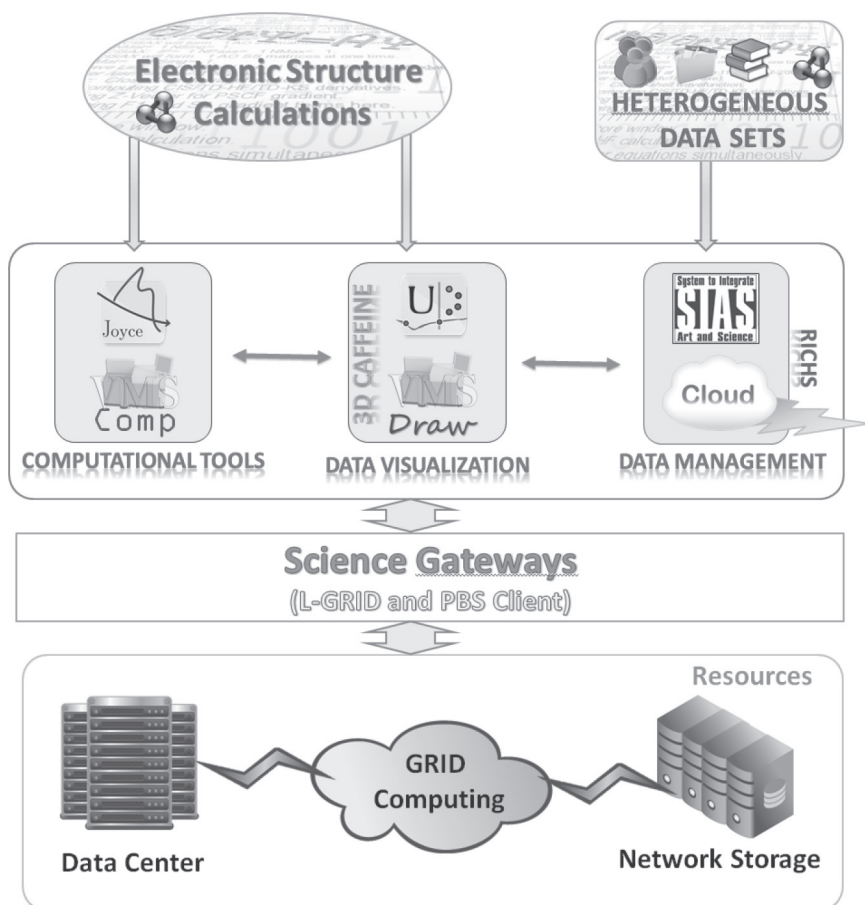 Electronic Structure
Calculations
HETEROGENEOUS
DATA SETS
Joyce
VMS
Comp
COMPUTATIONAL TOOLS
3D CAFFEINE
U
VMS
Draw
DATA VISUALIZATION
System to Integrate
STAS
Art and Science
RICHS
Cloud
DATA MANAGEMENT
Science Gateways
(L-GRID and PBS Client)
Resources
GRID
Computing
Data Center
Network Storage